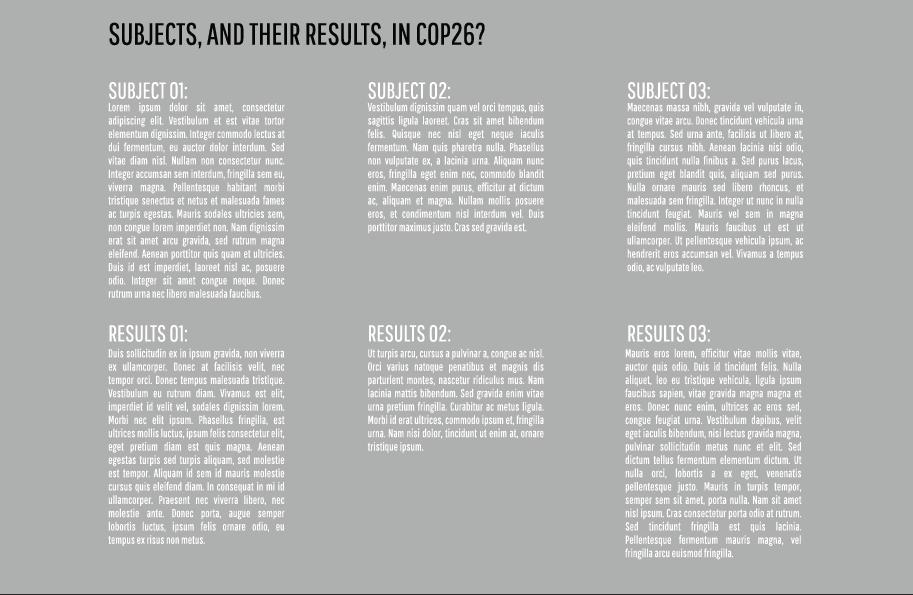 SUBJECTS, AND THEIR RESULTS, IN COP26?
SUBJECT 01:
Lorem ipsum dolor sit amet, consectetur
adipiscing elit. Vestibulum et est vitae tortor
elementum dignissim. Integer commodo lectus at
dui fermentum, eu auctor dolor interdum. Sed
vitae diam nisl. Nullam non consectetur nunc.
Integer accumsan sem interdum, fringilla sem eu,
viverra magna. Pellentesque habitant morbi
tristique senectus et netus et malesuada fames
ac turpis egestas. Mauris sodales ultricies sem,
non congue lorem imperdiet non. Nam dignissim
erat sit amet arcu gravida, sed rutrum magna
eleifend. Aenean porttitor quis quam et ultricies.
Duis id est imperdiet, laoreet nisl ac, posuere
odio. Integer sit amet congue neque. Donec
rutrum urna nec libero malesuada faucibus.
SUBJECT 02:
Vestibulum dignissim quam vel orci tempus, quis
sagittis ligula laoreet. Cras sit amet bibendum
felis. Quisque nec nisl eget neque iaculis
fermentum. Nam quis pharetra nulla. Phasellus
non vulputate ex, a lacinia urna. Aliquam nunc
eros, fringilla eget enim nec, commodo blandit
enim. Maecenas enim purus, efficitur at dictum
ac, aliquam et magna. Nullam mollis posuere
eros, et condimentum nisl interdum vel. Duis
porttitor maximus justo. Cras sed gravida est.
SUBJECT 03:
Maecenas massa nibh, gravida vel vulputate in,
congue vitae arcu. Donec tincidunt vehicula urna
at tempus. Sed urna ante, facilisis ut libero at,
fringilla cursus nibh. Aenean lacinia nisi odio,
quis tincidunt nulla finibus a. Sed purus lacus,
pretium eget blandit quis, aliquam sed purus.
Nulla ornare mauris sed libero rhoncus, et
malesuada sem fringilla. Integer ut nunc in nulla
tincidunt feugiat. Mauris vel sem in magna
eleifend mollis. Mauris faucibus ut est ut
ullamcorper. Ut pellentesque vehicula ipsum, ac
hendrerit eros accumsan vel. Vivamus a tempus
odio, ac vulputate leo.
RESULTS 01:
Duis sollicitudin ex in ipsum gravida, non viverra
ex ullamcorper. Donec at facilisis velit, nec
tempor orci. Donec tempus malesuada tristique.
Vestibulum eu rutrum diam. Vivamus est elit,
imperdiet id velit vel, sodales dignissim lorem.
Morbi nec elit ipsum. Phasellus fringilla, est
ultrices mollis luctus, ipsum felis consectetur elit,
eget pretium diam est quis magna. Aenean
egestas turpis sed turpis aliquam, sed molestie
est tempor. Aliquam id sem id mauris molestie
cursus quis eleifend diam. In consequat in mi id
ullamcorper. Praesent nec viverra libero, nec
molestie ante. Donec porta, augue semper
lobortis luctus, ipsum felis ornare odio, eu
tempus ex risus non metus.
RESULTS 02:
Ut turpis arcu, cursus a pulvinar a, congue ac nisl.
Orci varius natoque penatibus et magnis dis
parturient montes, nascetur ridiculus mus. Nam
lacinia mattis bibendum. Sed gravida enim vitae
urna pretium fringilla. Curabitur ac metus ligula.
Morbi id erat ultrices, commodo ipsum et, fringilla
urna. Nam nisi dolor, tincidunt ut enim at, ornare
tristique ipsum.
RESULTS 03:
Mauris eros lorem, efficitur vitae mollis vitae,
auctor quis odio. Duis id tincidunt felis. Nulla
aliquet, leo eu tristique vehicula, ligula ipsum
faucibus sapien, vitae gravida magna magna et
eros. Donec nunc enim, ultrices ac eros sed,
congue feugiat urna. Vestibulum dapibus, velit
eget iaculis bibendum, nisi lectus gravida magna,
pulvinar sollicitudin metus nunc et elit. Sed
dictum tellus fermentum elementum dictum. Ut
nulla orci, lobortis a ex eget, venenatis
pellentesque justo. Mauris in turpis tempor,
semper sem sit amet, porta nulla. Nam sit amet
nisl ipsum. Cras consectetur porta odio at rutrum.
Sed tincidunt fringilla est quis lacinia.
Pellentesque fermentum mauris magna, vel
fringilla arcu euismod fringilla.